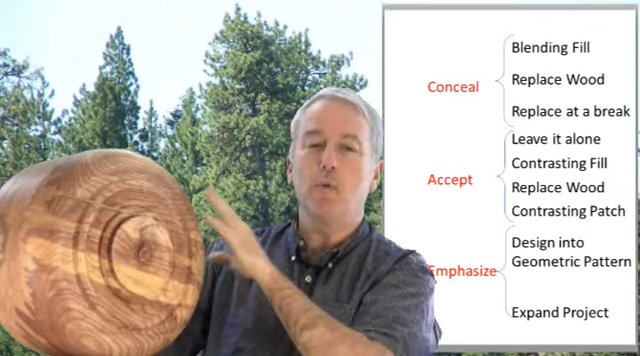 Conceal
Blending Fill
Replace Wood
Replace at a break
Accept
Leave it alone
Contrasting Fill
Replace Wood
Contrasting Patch
Emphasize
Design into
Geometric Pattern
Expand Project